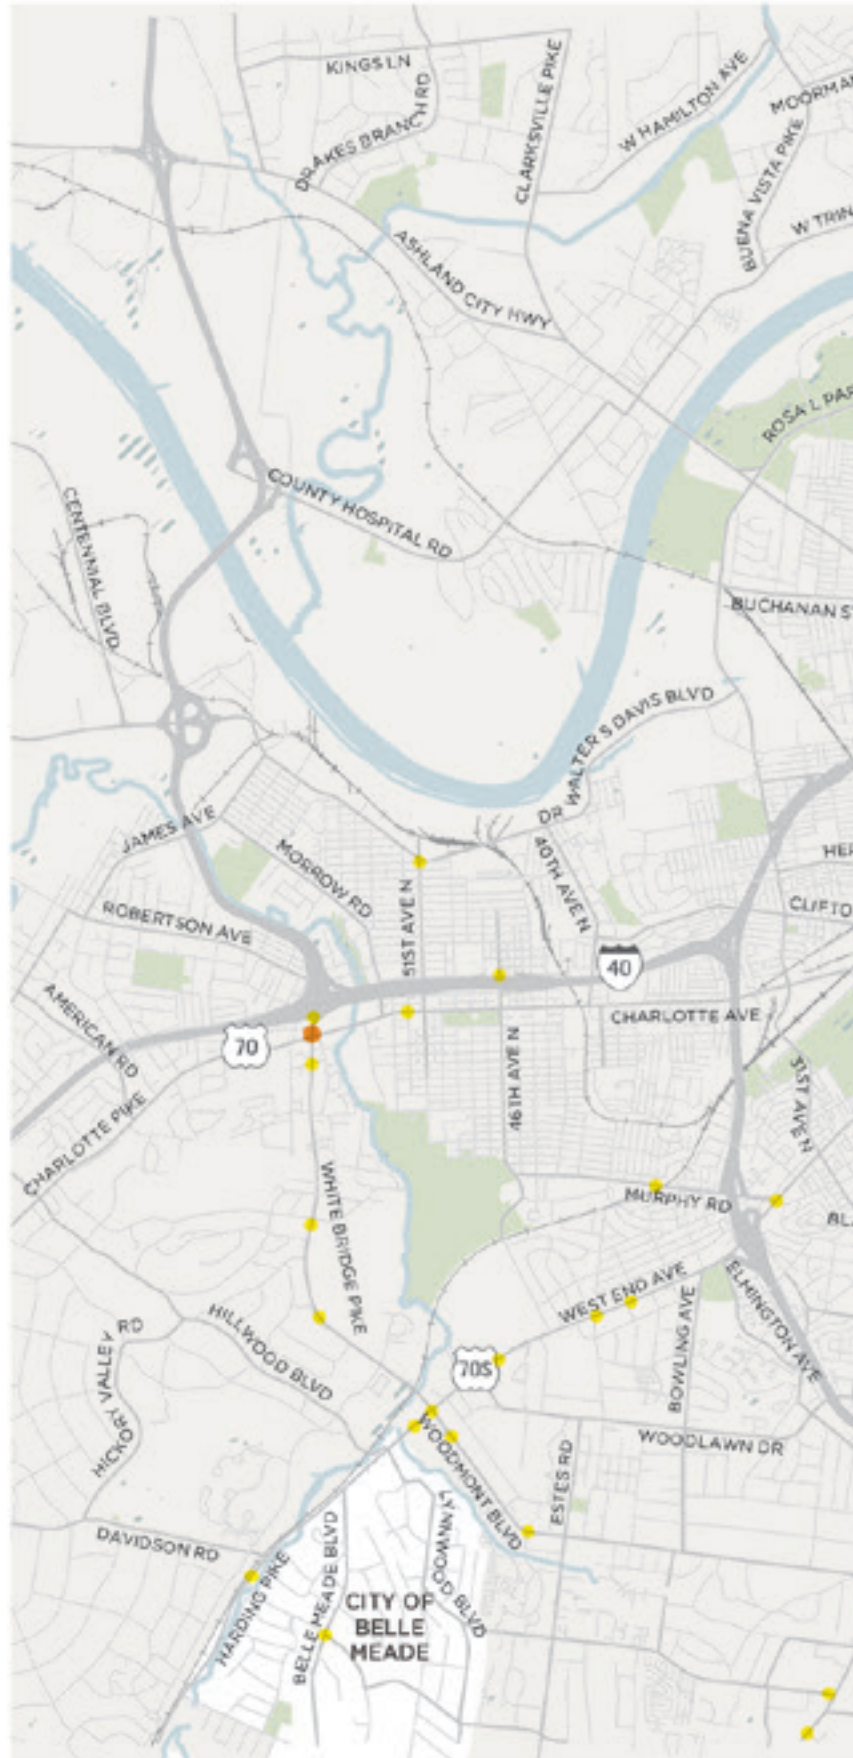 KINGS LN
DRAKES BRANCH RD
CLARKSVILLE PIKE
W HAMILTON AVE
MOORMAN
BUENA VISTA PIKE
W TRIN
ASHLAND CITY HWY
ROSA L PAR
COUNTY HOSPITAL RD
CENTENNIAL BLVD
BUCHANAN S
WALTER S DAVIS BLVD
DR
JAMES AVE
MORROW RD
40TH AVE N
HER
51ST AVE N
ROBERTSON AVE
CLIFTO
40
AMERICAN RD
70
CHARLOTTE AVE
46TH AVE N
31ST AVE N
CHARLOTTE PIKE
WHITE BRIDGE PIKE
MURPHY RD
BL
WEST END AVE
ELMINGTON AVE
BOWLING AVE
HICKORY VALLEY RD
HILLWOOD BLVD
70S
WOODLAWN DR
WOODMONT BLVD
ESTES RD
LYNNWOOD BLVD
DAVIDSON RD
HARDING PIKE
BELLE MEADE BLVD
CITY OF
BELLE
MEADE